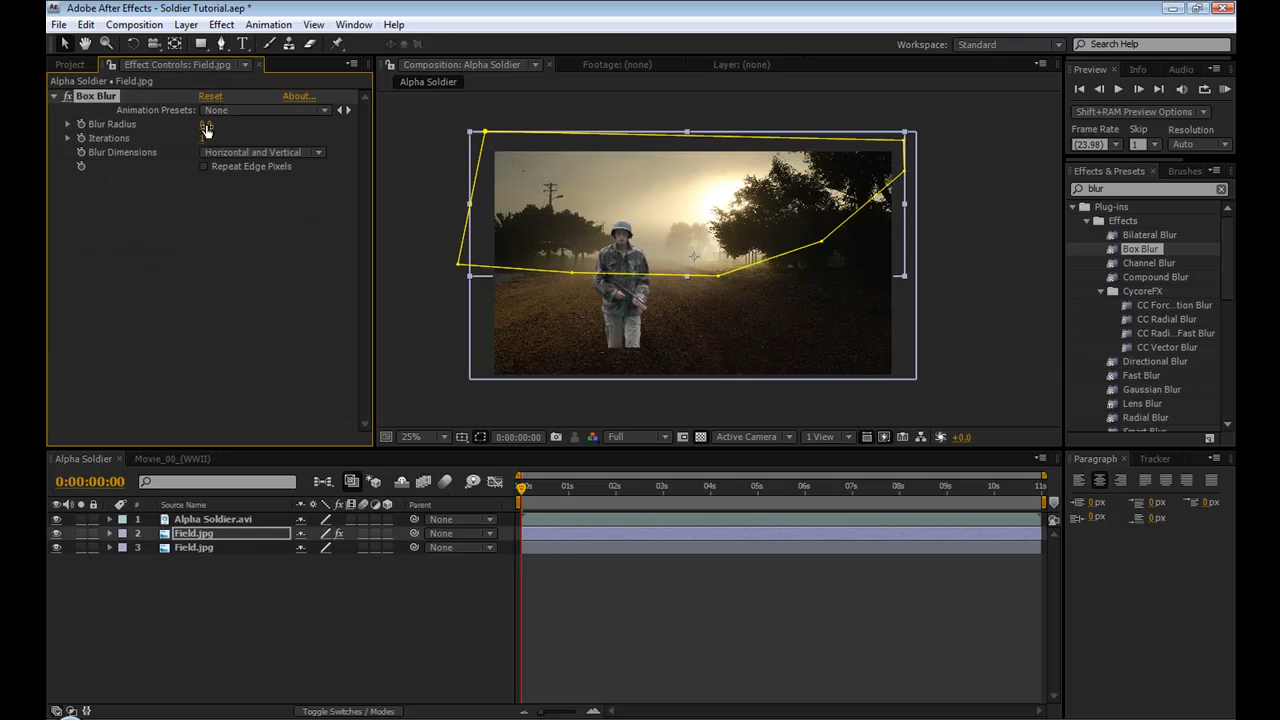 Adobe After Effects - Soldier Tutorial.aep *
File Edit Composition Layer Effect Animation View Window Help
Workspace: Standard Search Help
Project Effect Controls: Field.jpg
Alpha Soldier • Field.jpg
fx Box Blur Reset About...
Animation Presets: None
Blur Radius
Iterations
Blur Dimensions Horizontal and Vertical
Repeat Edge Pixels
Composition: Alpha Soldier Footage: (none) Layer: (none)
Alpha Soldier
25% 0:00:00:00 Full Active Camera 1 View +0.0
Preview Info Audio
Shift+RAM Preview Options
Frame Rate Skip Resolution
(23.98) 1 Auto
Effects & Presets Brushes
blur
Plug-ins
Effects
Bilateral Blur
Box Blur
Channel Blur
Compound Blur
CycoreFX
CC Forc...tion Blur
CC Radial Blur
CC Radi...Fast Blur
CC Vector Blur
Directional Blur
Fast Blur
Gaussian Blur
Lens Blur
Radial Blur
Smart Blur
Alpha Soldier Movie_00_(WWII)
0:00:00:00
# Source Name Parent
1 Alpha Soldier.avi None
2 Field.jpg fx None
3 Field.jpg None
01s 02s 03s 04s 05s 06s 07s 08s 09s 10s 11s
Toggle Switches / Modes
Paragraph Tracker
0 px 0 px 0 px
0 px 0 px